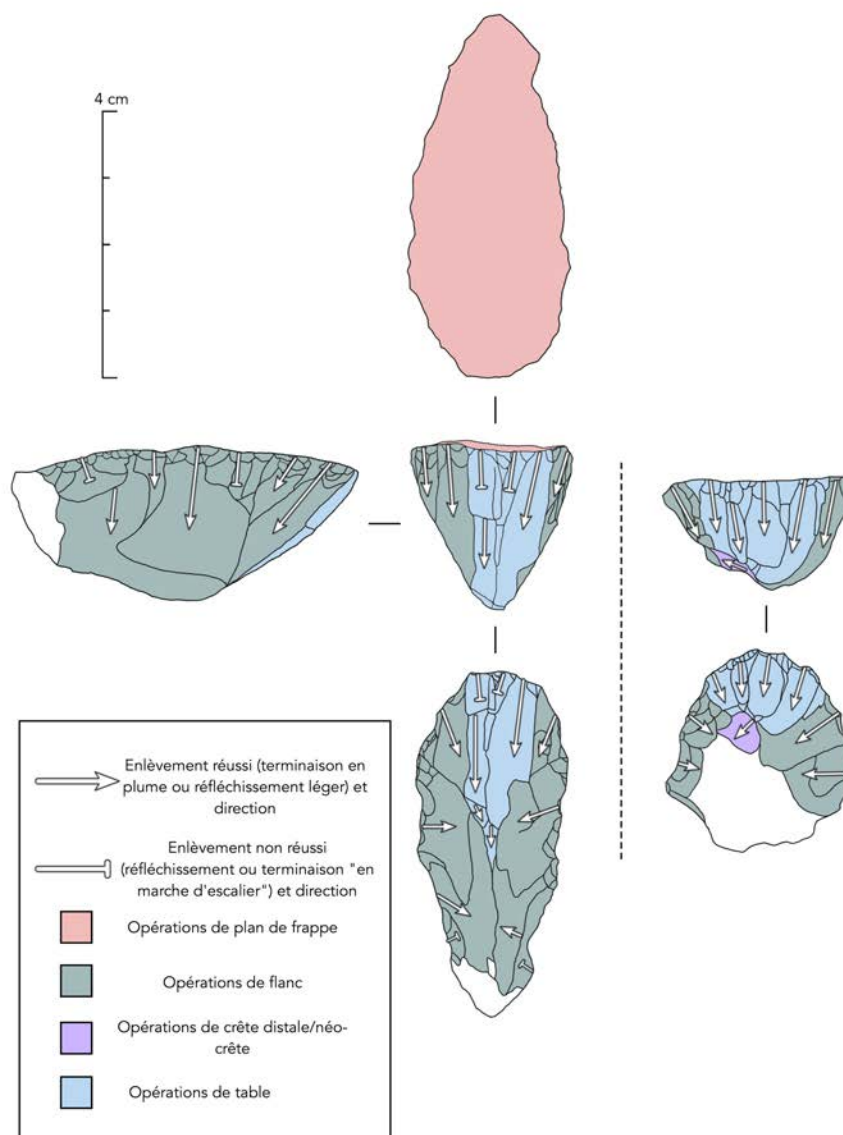 4 cm
Enlèvement réussi (terminaison en
plume ou réfléchissement léger) et
direction
Enlèvement non réussi
(réfléchissement ou terminaison "en
marche d'escalier") et direction
Opérations de plan de frappe
Opérations de flanc
Opérations de crête distale/néo-
crête
Opérations de table